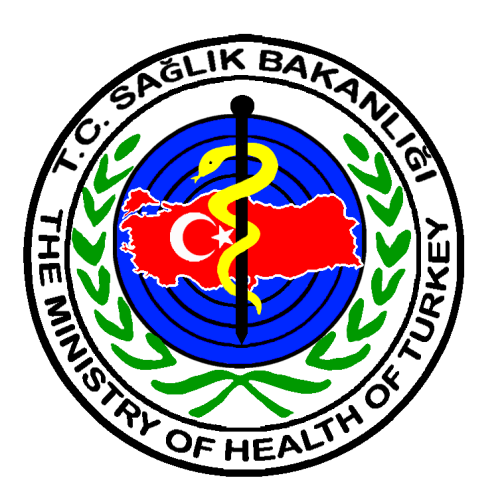 T.C. SAĞLIK BAKANLIĞI
THE MINISTRY OF HEALTH OF TURKEY